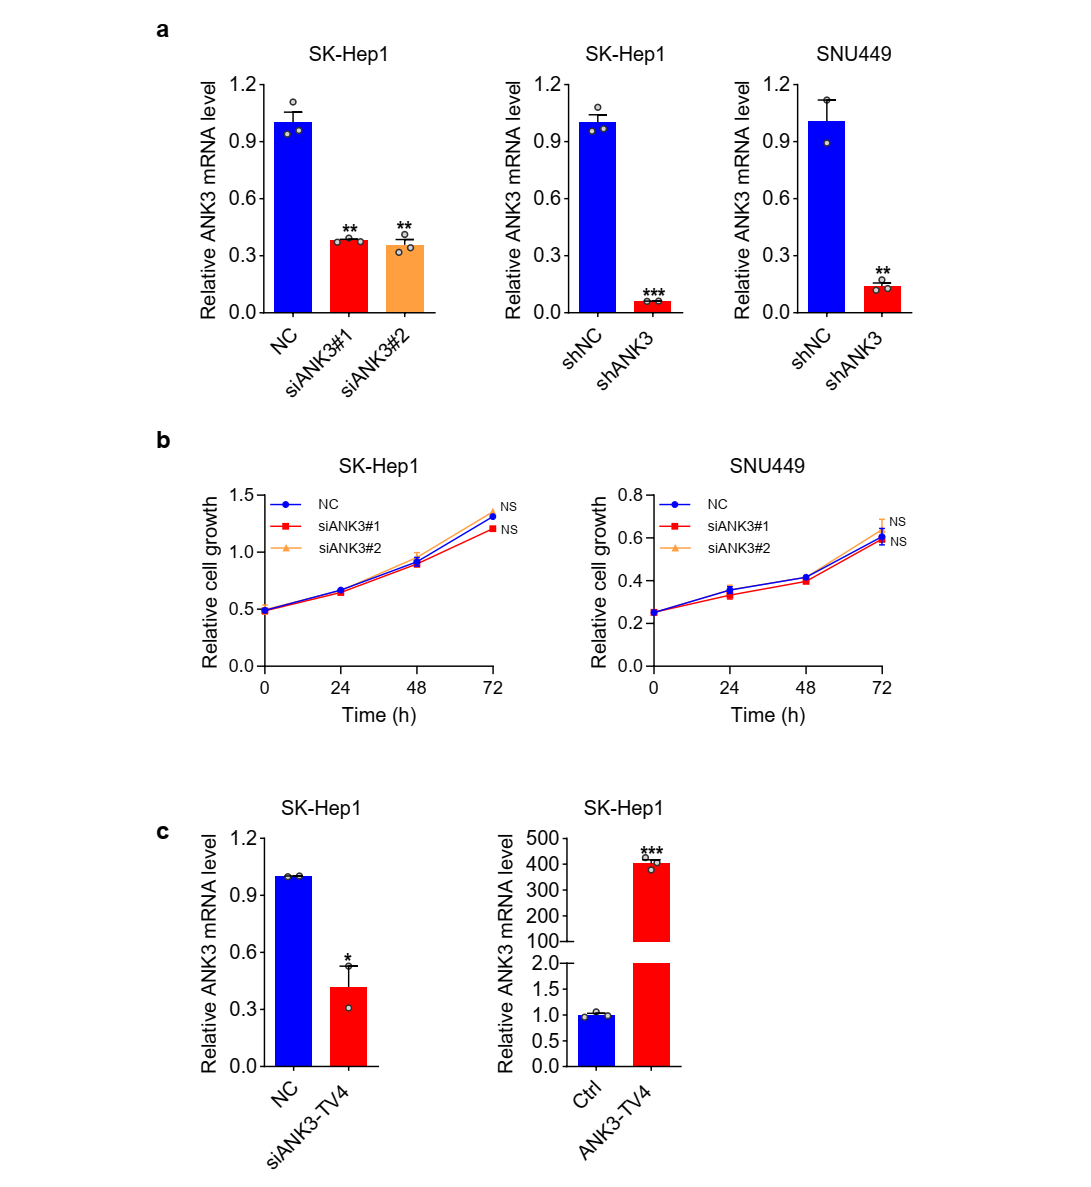 a
SK-Hep1
Relative ANK3 mRNA level
1.2
0.9
0.6
0.3
0.0
**
**
NC
siANK3#1
siANK3#2
SK-Hep1
Relative ANK3 mRNA level
1.2
0.9
0.6
0.3
0.0
***
shNC
shANK3
SNU449
Relative ANK3 mRNA level
1.2
0.9
0.6
0.3
0.0
**
shNC
shANK3
b
SK-Hep1
Relative cell growth
1.5
1.0
0.5
0.0
NC
siANK3#1
siANK3#2
NS
NS
0 24 48 72
Time (h)
SNU449
Relative cell growth
0.8
0.6
0.4
0.2
0.0
NC
siANK3#1
siANK3#2
NS
NS
0 24 48 72
Time (h)
c
SK-Hep1
Relative ANK3 mRNA level
1.2
0.9
0.6
0.3
0.0
*
NC
siANK3-TV4
SK-Hep1
Relative ANK3 mRNA level
500
400
300
200
100
2.0
1.5
1.0
0.5
0.0
***
Ctrl
ANK3-TV4